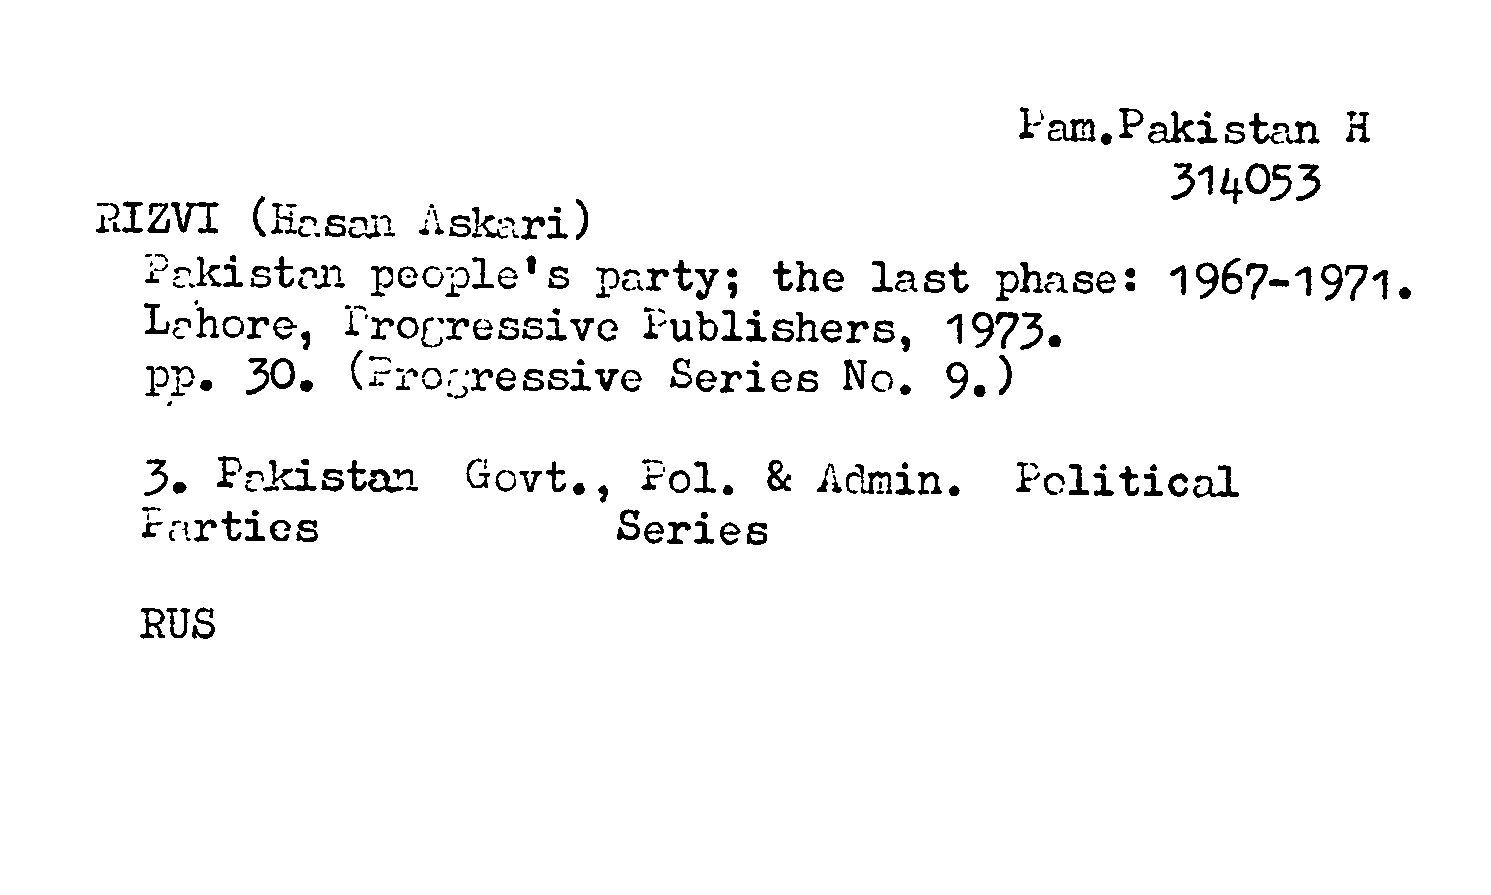 Pam.Pakistan H
314053
RIZVI (Hasan Askari)
Pakistan people's party; the last phase: 1967-1971.
Lahore, Progressive Publishers, 1973.
pp. 30. (Progressive Series No. 9.)
3. Pakistan Govt., Pol. & Admin. Political
Parties Series
RUS